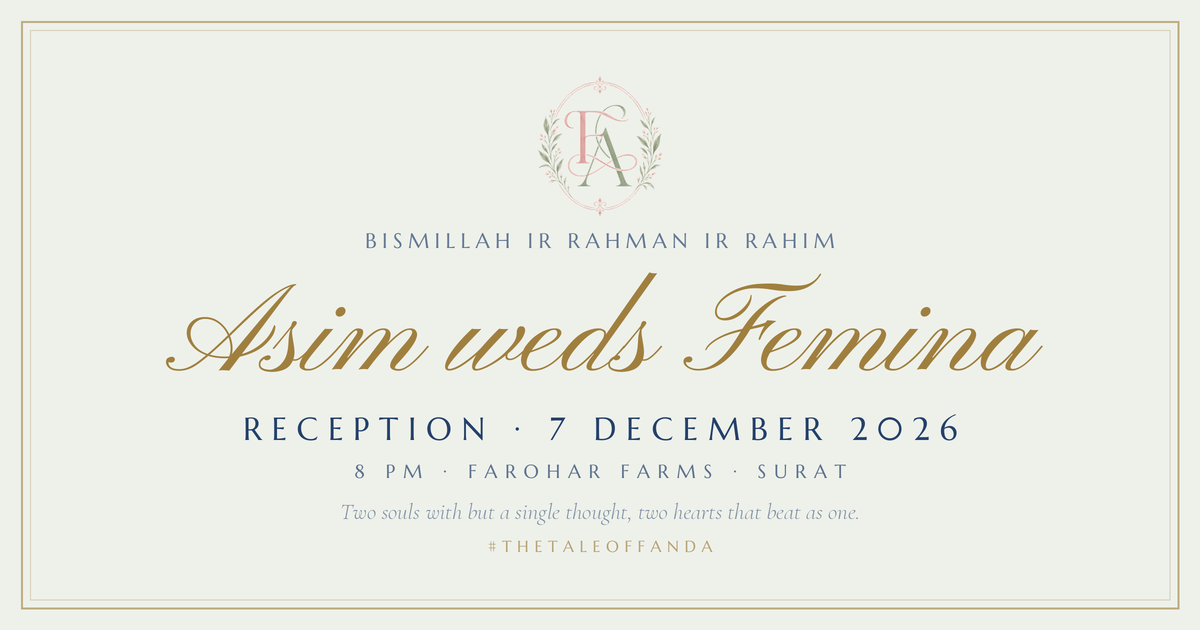 FA
BISMILLAH IR RAHMAN IR RAHIM
Asim weds Femina
RECEPTION · 7 DECEMBER 2026
8 PM · FAROHAR FARMS · SURAT
Two souls with but a single thought, two hearts that beat as one.
#THETALEOFFANDA